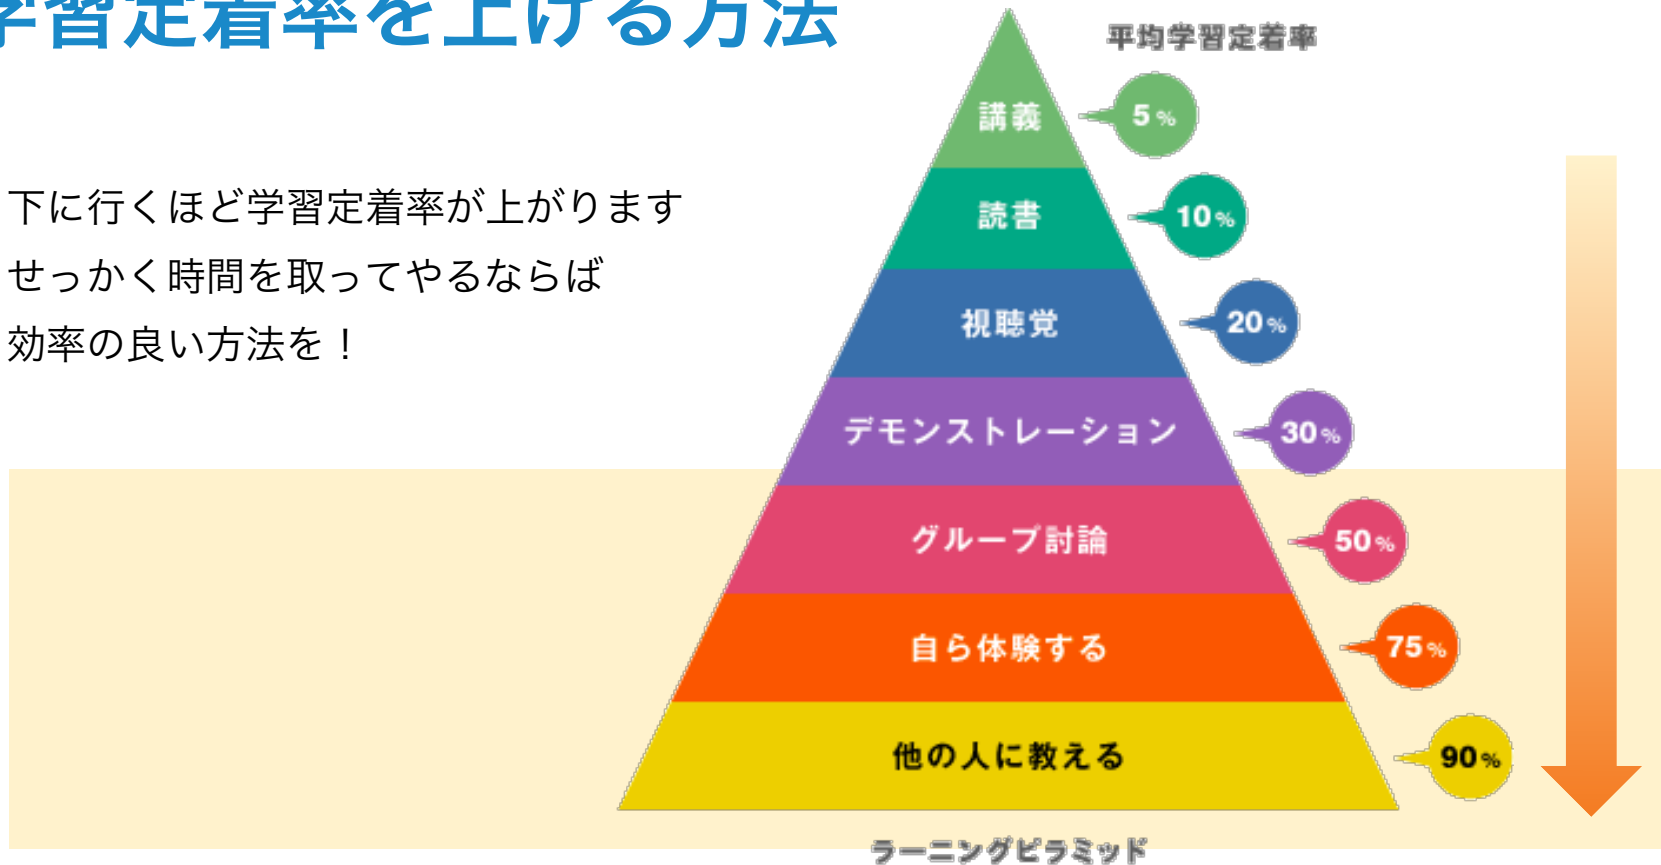 学習定着率を上げる方法
下に行くほど学習定着率が上がります
せっかく時間を取ってやるならば
効率の良い方法を！
平均学習定着率
講義 5%
読書 10%
視聴覚 20%
デモンストレーション 30%
グループ討論 50%
自ら体験する 75%
他の人に教える 90%
ラーニングピラミッド